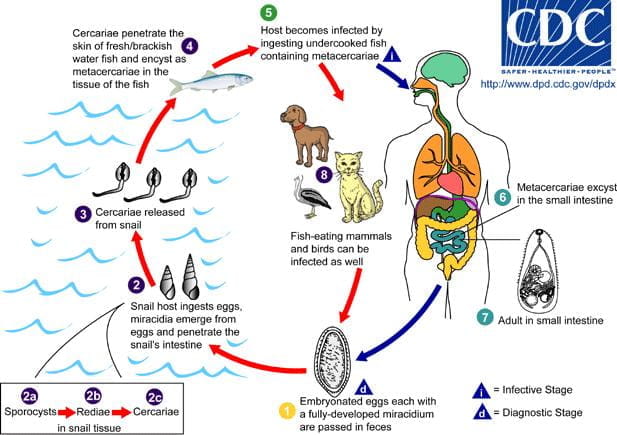 5
Host becomes infected by
ingesting undercooked fish
containing metacercariae
i
CDC
SAFER•HEALTHIER•PEOPLE™
http://www.dpd.cdc.gov/dpdx
Cercariae penetrate the
skin of fresh/brackish
water fish and encyst as
metacercariae in the
tissue of the fish
4
8
Fish-eating mammals
and birds can be
infected as well
6
Metacercariae excyst
in the small intestine
3
Cercariae released
from snail
2
Snail host ingests eggs,
miracidia emerge from
eggs and penetrate the
snail's intestine
7
Adult in small intestine
d
1
Embryonated eggs each with
a fully-developed miracidium
are passed in feces
2a 2b 2c
Sporocysts Rediae Cercariae
in snail tissue
i = Infective Stage
d = Diagnostic Stage